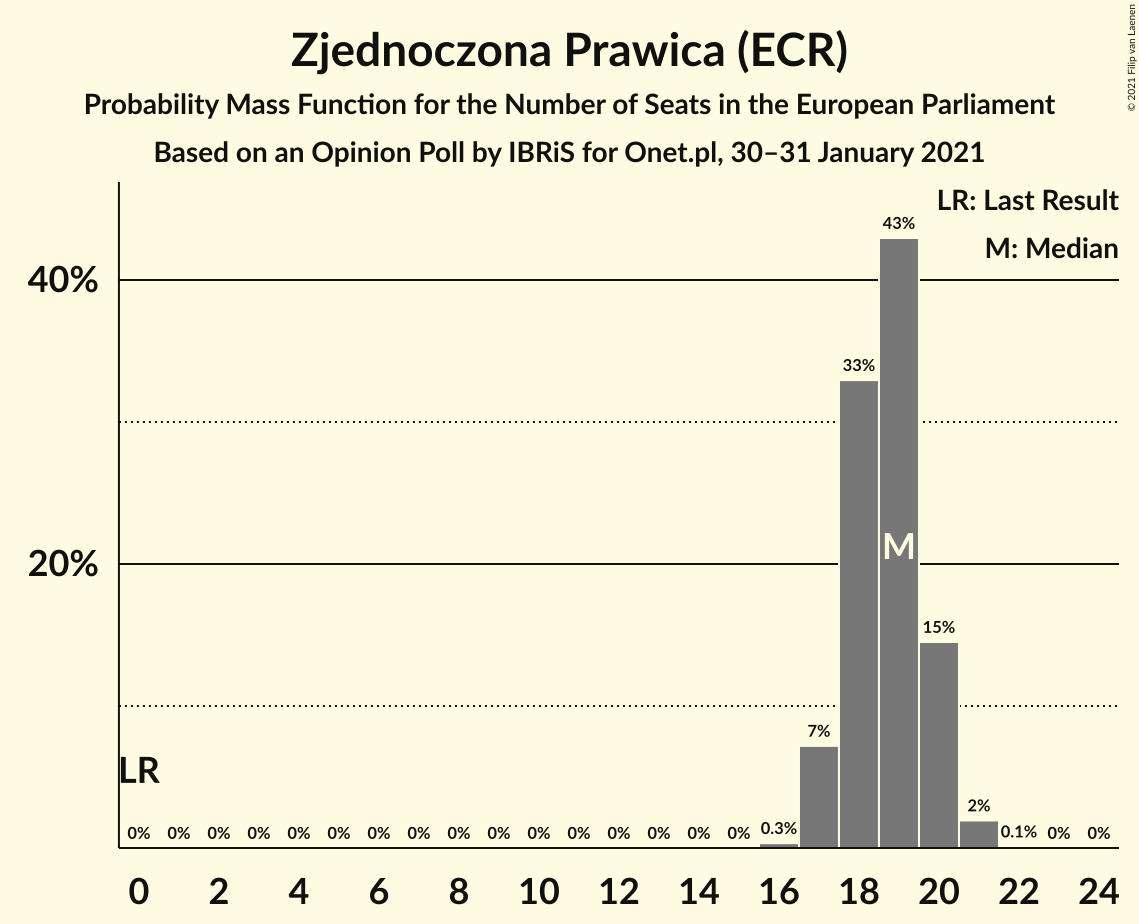 Zjednoczona Prawica (ECR)
Probability Mass Function for the Number of Seats in the European Parliament
Based on an Opinion Poll by IBRiS for Onet.pl, 30–31 January 2021
© 2021 Filip van Laenen
LR: Last Result
M: Median
43%
40%
33%
M
20%
15%
7%
LR
2%
0% 0% 0% 0% 0% 0% 0% 0% 0% 0% 0% 0% 0% 0% 0% 0% 0.3% 0.1% 0% 0%
0 2 4 6 8 10 12 14 16 18 20 22 24